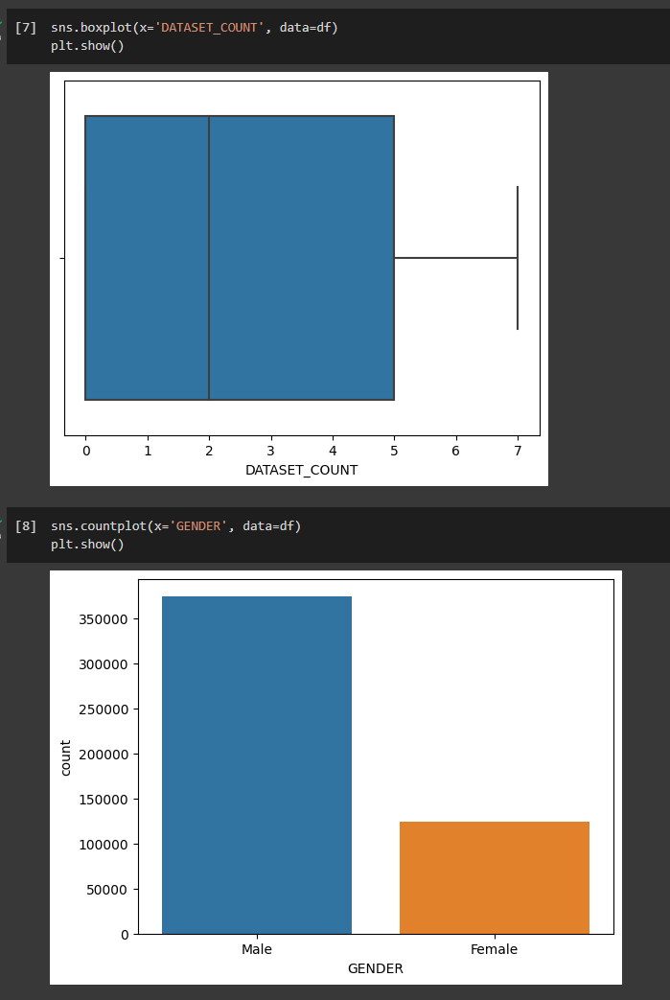 [7] sns.boxplot(x='DATASET_COUNT', data=df)
plt.show()
0 1 2 3 4 5 6 7
DATASET_COUNT
[8] sns.countplot(x='GENDER', data=df)
plt.show()
350000
300000
250000
200000
150000
100000
50000
0
count
Male Female
GENDER